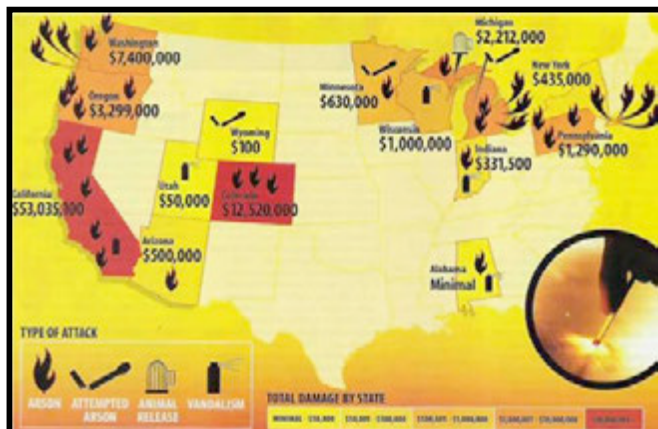 Michigan
$2,212,000
Washington
$7,400,000
New York
$435,000
Oregon
$3,299,000
Minnesota
$630,000
Wisconsin
$1,000,000
Pennsylvania
$1,290,000
Wyoming
$100
Indiana
$331,500
Utah
$50,000
Colorado
$12,520,000
California
$53,035,100
Arizona
$500,000
Alabama
Minimal
TYPE OF ATTACK
ARSON
ATTEMPTED
ARSON
ANIMAL
RELEASE
VANDALISM
TOTAL DAMAGE BY STATE